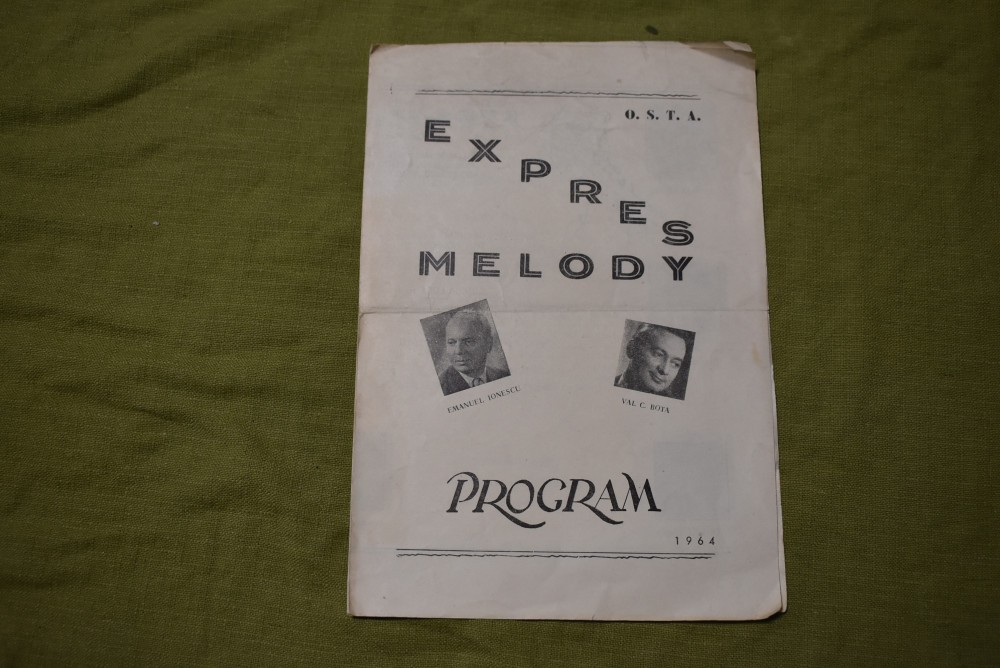 O. S. T. A.
EXPRES
MELODY
EMANUEL IONESCU
VAL C. BOTA
PROGRAM
1964